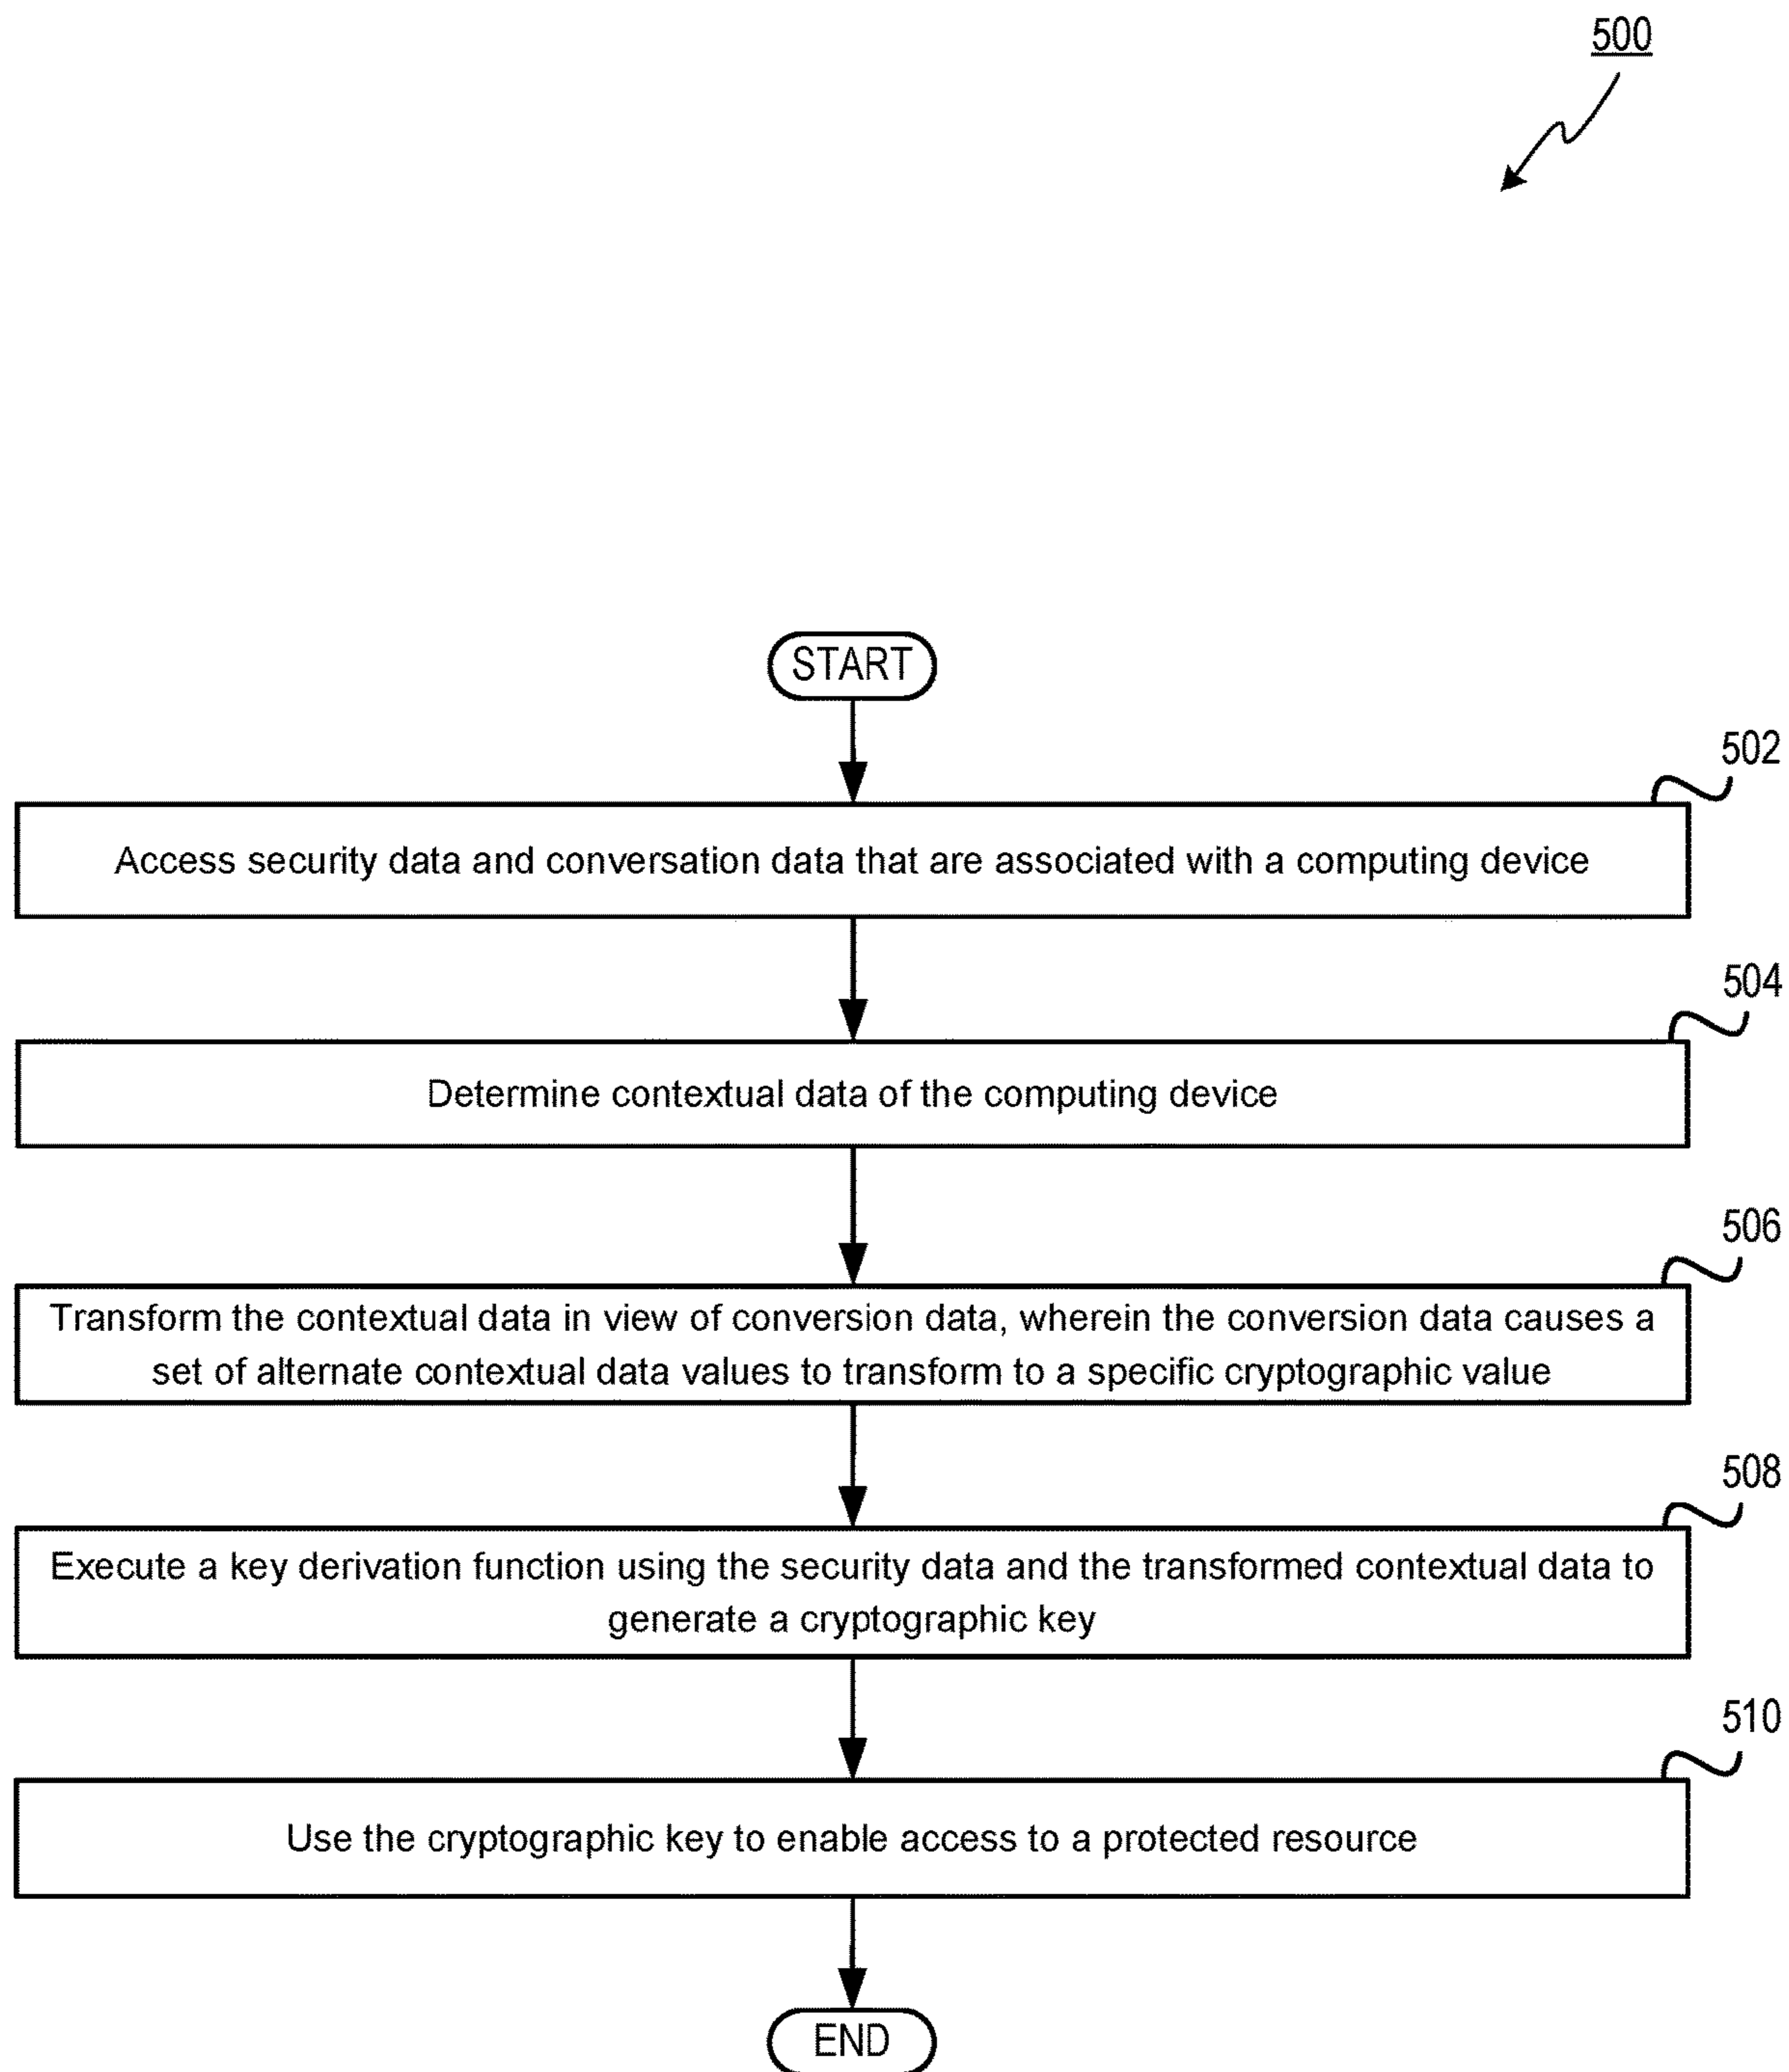 500
START
502
Access security data and conversation data that are associated with a computing device
504
Determine contextual data of the computing device
506
Transform the contextual data in view of conversion data, wherein the conversion data causes a
set of alternate contextual data values to transform to a specific cryptographic value
508
Execute a key derivation function using the security data and the transformed contextual data to
generate a cryptographic key
510
Use the cryptographic key to enable access to a protected resource
END